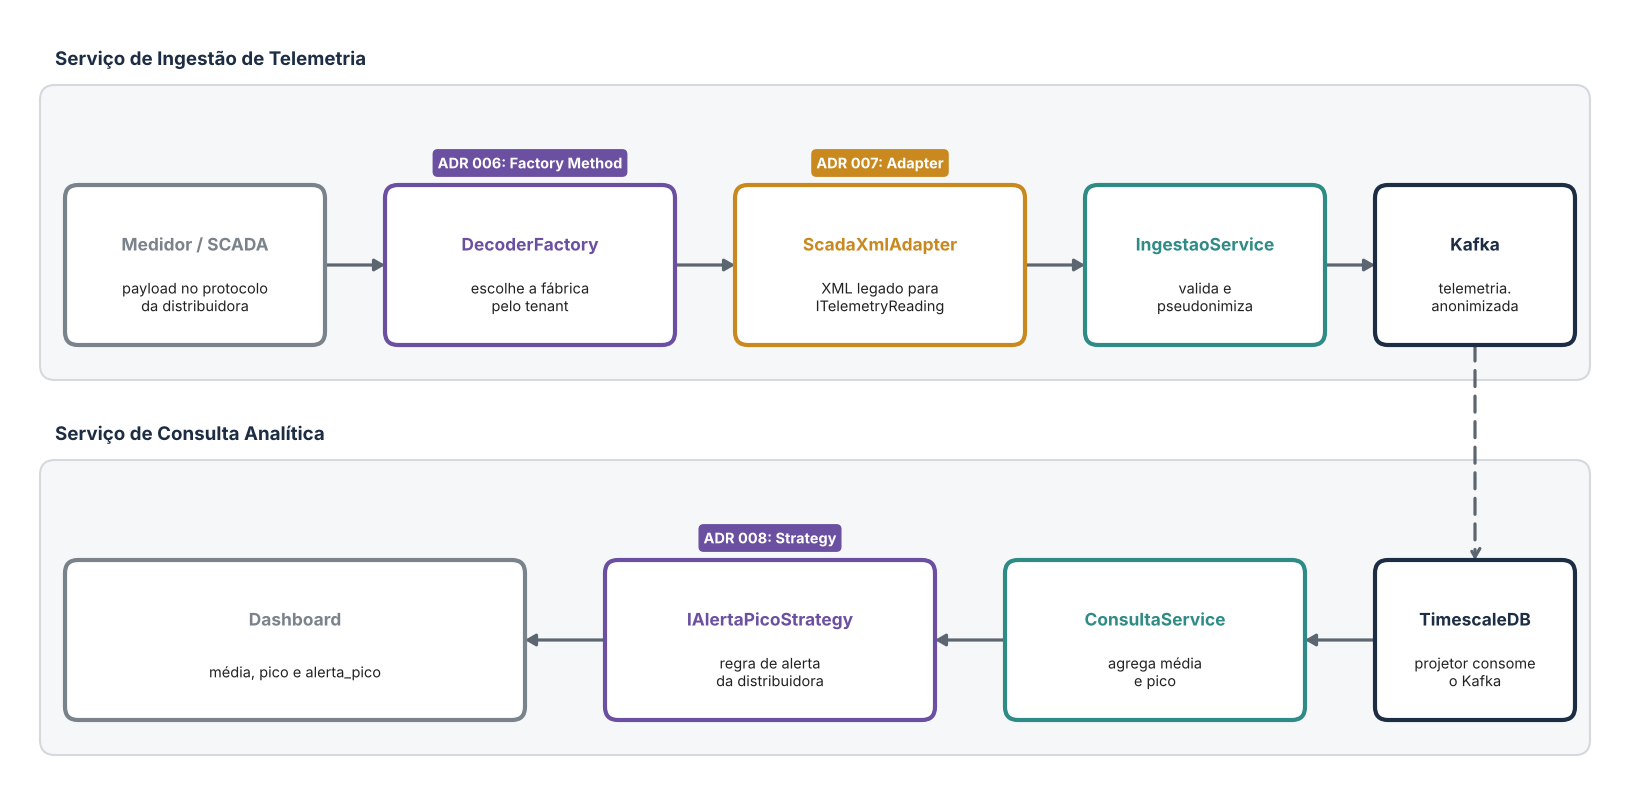 Serviço de Ingestão de Telemetria
ADR 006: Factory Method
ADR 007: Adapter
Medidor / SCADA
payload no protocolo
da distribuidora
DecoderFactory
escolhe a fábrica
pelo tenant
ScadaXmlAdapter
XML legado para
ITelemetryReading
IngestaoService
valida e
pseudonimiza
Kafka
telemetria.
anonimizada
Serviço de Consulta Analítica
ADR 008: Strategy
Dashboard
média, pico e alerta_pico
IAlertaPicoStrategy
regra de alerta
da distribuidora
ConsultaService
agrega média
e pico
TimescaleDB
projetor consome
o Kafka